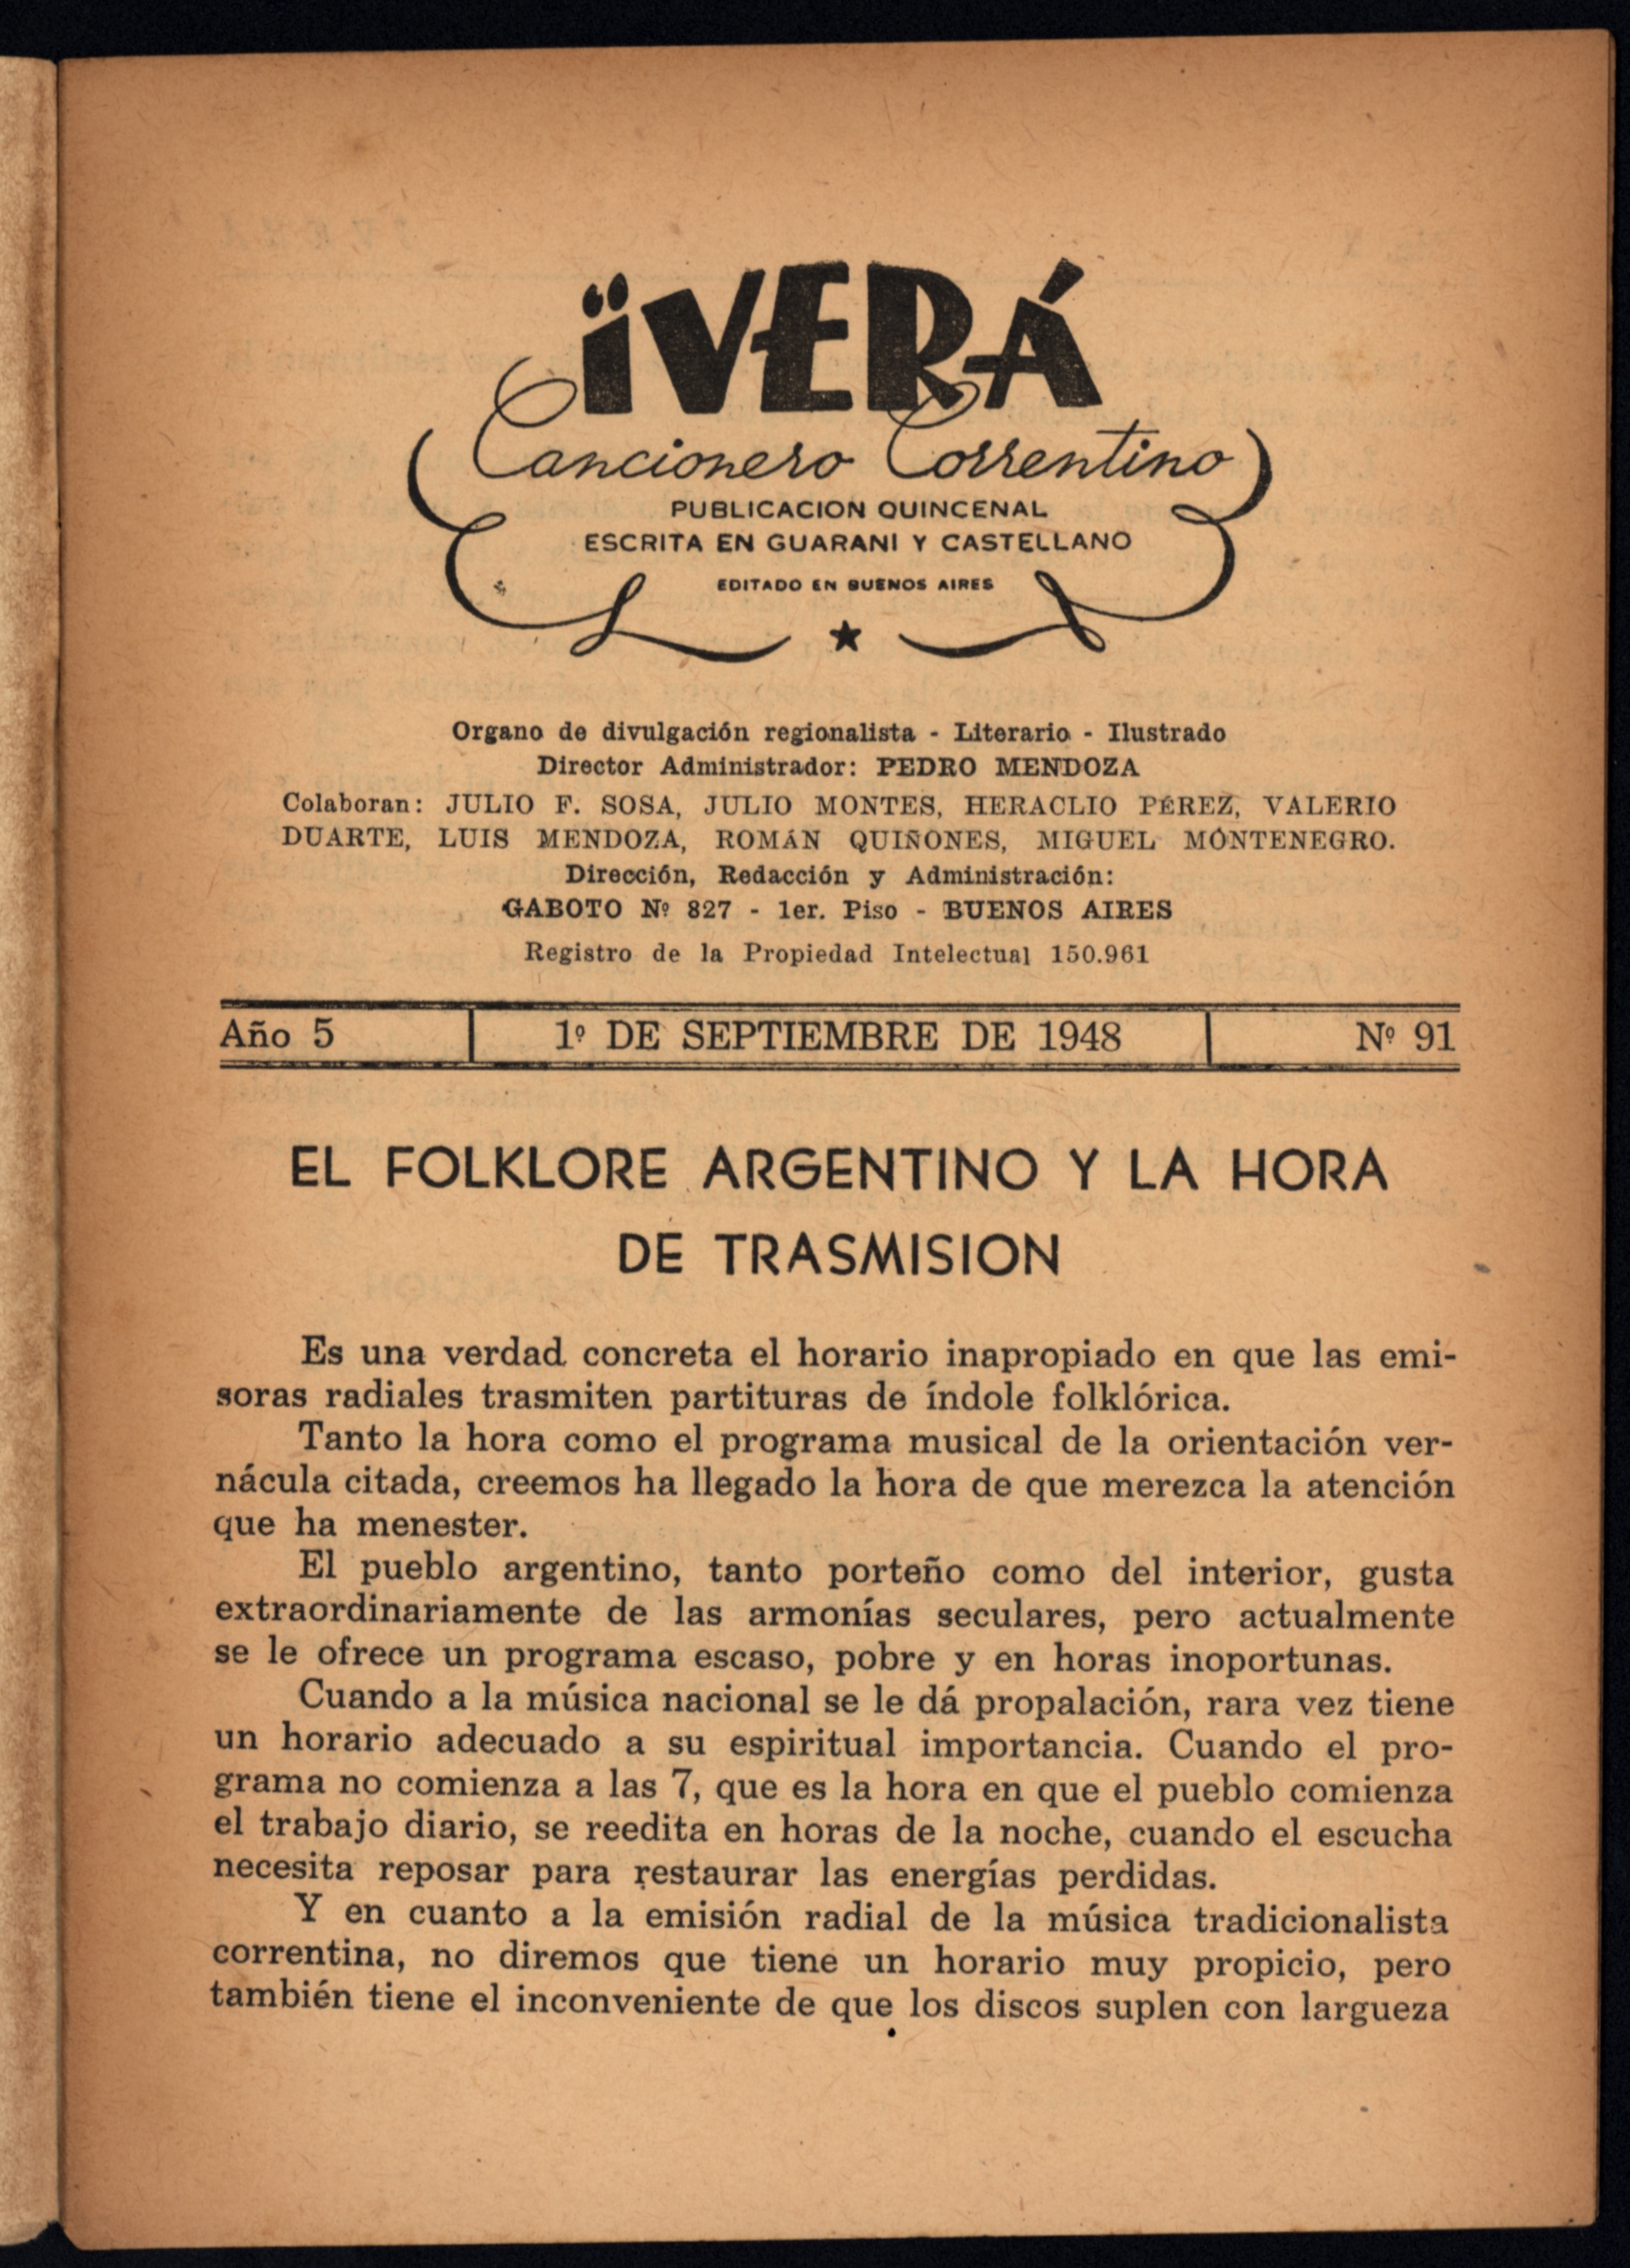 ÏVERÁ
Cancionero Correntino
PUBLICACION QUINCENAL
ESCRITA EN GUARANI Y CASTELLANO
EDITADO EN BUENOS AIRES
Organo de divulgación regionalista - Literario - Ilustrado
Director Administrador: PEDRO MENDOZA
Colaboran: JULIO F. SOSA, JULIO MONTES, HERACLIO PÉREZ, VALERIO
DUARTE, LUIS MENDOZA, ROMÁN QUIÑONES, MIGUEL MÓNTENEGRO.
Dirección, Redacción y Administración:
GABOTO Nº 827 - 1er. Piso - BUENOS AIRES
Registro de la Propiedad Intelectual 150.961
Año 5 1º DE SEPTIEMBRE DE 1948 Nº 91
EL FOLKLORE ARGENTINO Y LA HORA
DE TRASMISION
Es una verdad concreta el horario inapropiado en que las emi-
soras radiales trasmiten partituras de índole folklórica.
Tanto la hora como el programa musical de la orientación ver-
nácula citada, creemos ha llegado la hora de que merezca la atención
que ha menester.
El pueblo argentino, tanto porteño como del interior, gusta
extraordinariamente de las armonías seculares, pero actualmente
se le ofrece un programa escaso, pobre y en horas inoportunas.
Cuando a la música nacional se le dá propalación, rara vez tiene
un horario adecuado a su espiritual importancia. Cuando el pro-
grama no comienza a las 7, que es la hora en que el pueblo comienza
el trabajo diario, se reedita en horas de la noche, cuando el escucha
necesita reposar para restaurar las energías perdidas.
Y en cuanto a la emisión radial de la música tradicionalista
correntina, no diremos que tiene un horario muy propicio, pero
también tiene el inconveniente de que los discos suplen con largueza